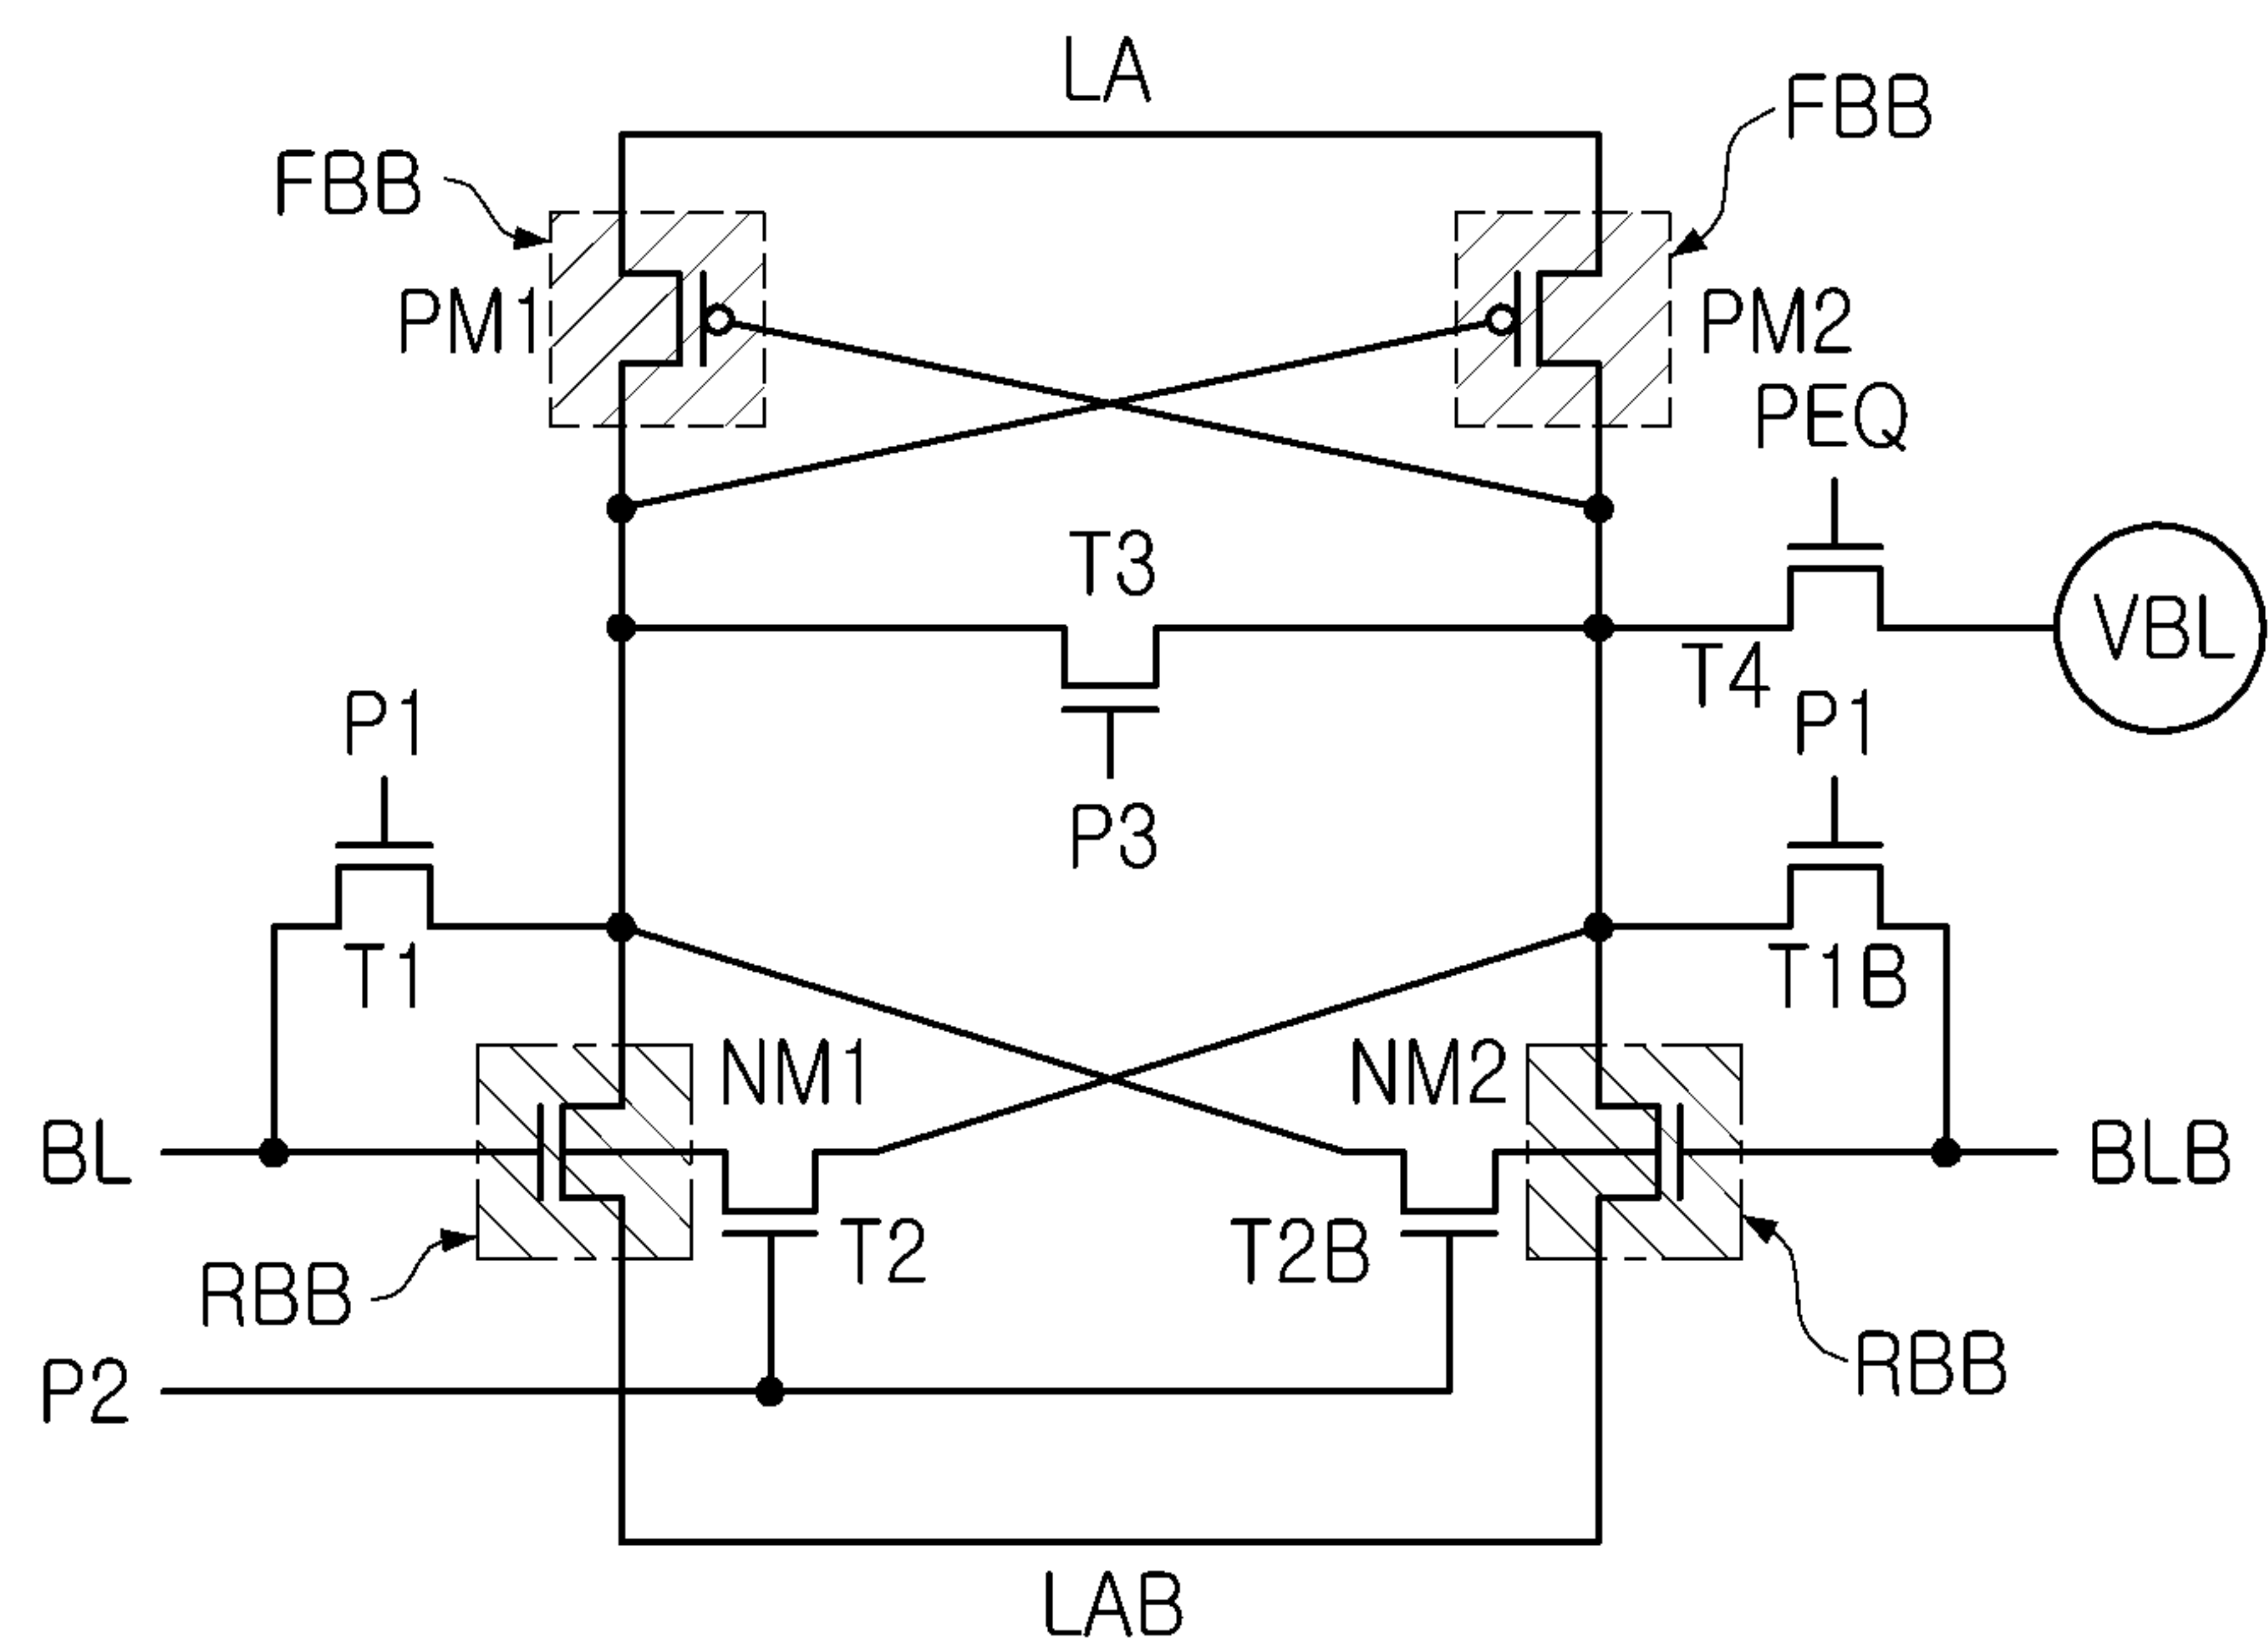 LA
FBB
FBB
PM1
PM2
PEQ
T3
VBL
T4
P1
P1
P3
T1
T1B
NM1
NM2
BL
BLB
T2
T2B
RBB
RBB
P2
LAB